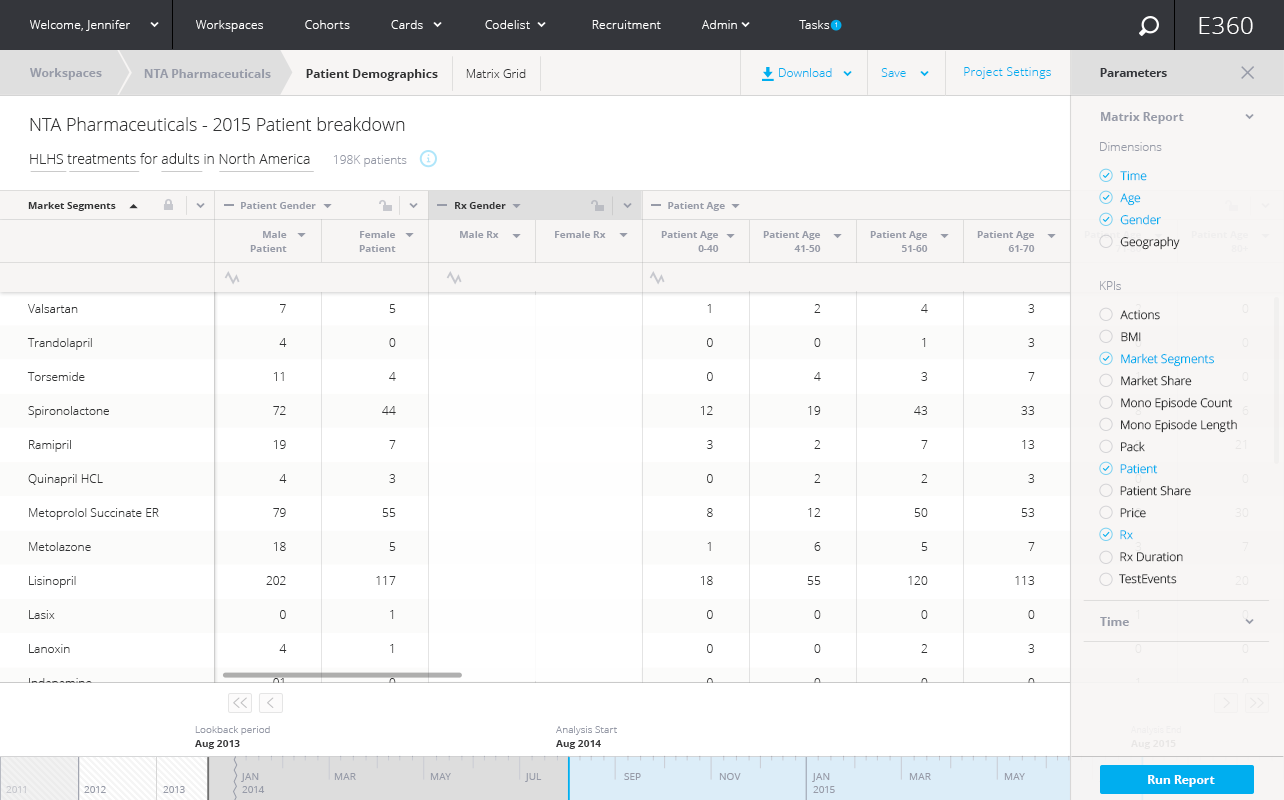 Welcome, Jennifer Workspaces Cohorts Cards Codelist Recruitment Admin Tasks 1 E360
Workspaces NTA Pharmaceuticals Patient Demographics Matrix Grid Download Save Project Settings Parameters
NTA Pharmaceuticals - 2015 Patient breakdown
HLHS treatments for adults in North America 198K patients i
Market Segments Patient Gender Rx Gender Patient Age
Male Patient Female Patient Male Rx Female Rx Patient Age 0-40 Patient Age 41-50 Patient Age 51-60 Patient Age 61-70
Valsartan 7 5 1 2 4 3
Trandolapril 4 0 0 0 1 3
Torsemide 11 4 0 4 3 7
Spironolactone 72 44 12 19 43 33
Ramipril 19 7 3 2 7 13
Quinapril HCL 4 3 0 2 2 3
Metoprolol Succinate ER 79 55 8 12 50 53
Metolazone 18 5 1 6 5 7
Lisinopril 202 117 18 55 120 113
Lasix 0 1 0 0 0 0
Lanoxin 4 1 0 0 2 3
Matrix Report
Dimensions
Time
Age
Gender
Geography
KPIs
Actions
BMI
Market Segments
Market Share
Mono Episode Count
Mono Episode Length
Pack
Patient
Patient Share
Price
Rx
Rx Duration
TestEvents
Time
Lookback period
Aug 2013
Analysis Start
Aug 2014
Aug 2015
2011 2012 2013 JAN 2014 MAR MAY JUL SEP NOV JAN 2015 MAR MAY
Run Report